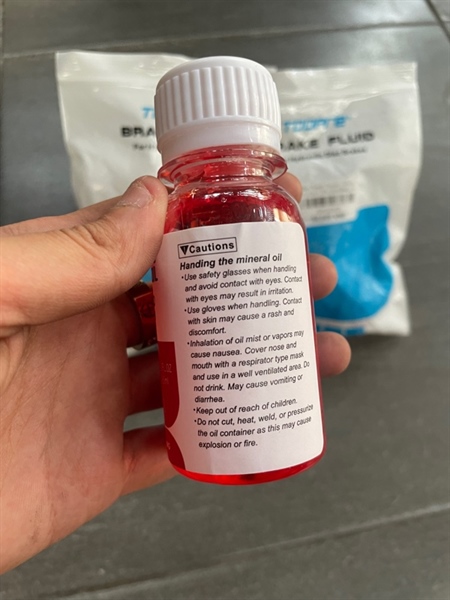 BRAKE FLUID
▼Cautions
Handing the mineral oil
•Use safety glasses when handling
and avoid contact with eyes. Contact
with eyes may result in irritation.
•Use gloves when handling. Contact
with skin may cause a rash and
discomfort.
•Inhalation of oil mist or vapors may
cause nausea. Cover nose and
mouth with a respirator type mask
and use in a well ventilated area. Do
not drink. May cause vomiting or
diarrhea.
•Keep out of reach of children.
•Do not cut, heat, weld, or pressurize
the oil container as this may cause
explosion or fire.